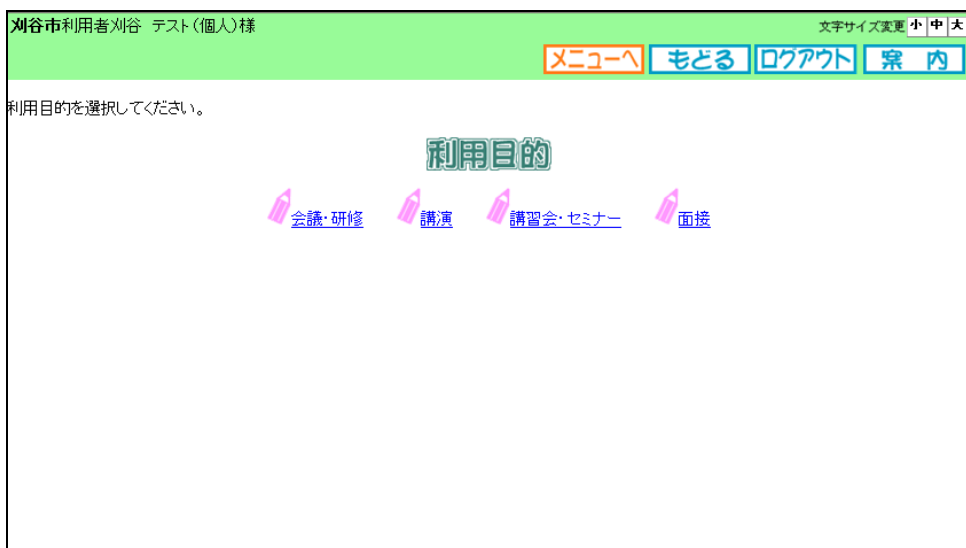 刈谷市利用者刈谷 テスト(個人)様 文字サイズ変更 小 中 大
メニューへ もどる ログアウト 案 内
利用目的を選択してください。
利用目的
会議・研修 講演 講習会・セミナー 面接